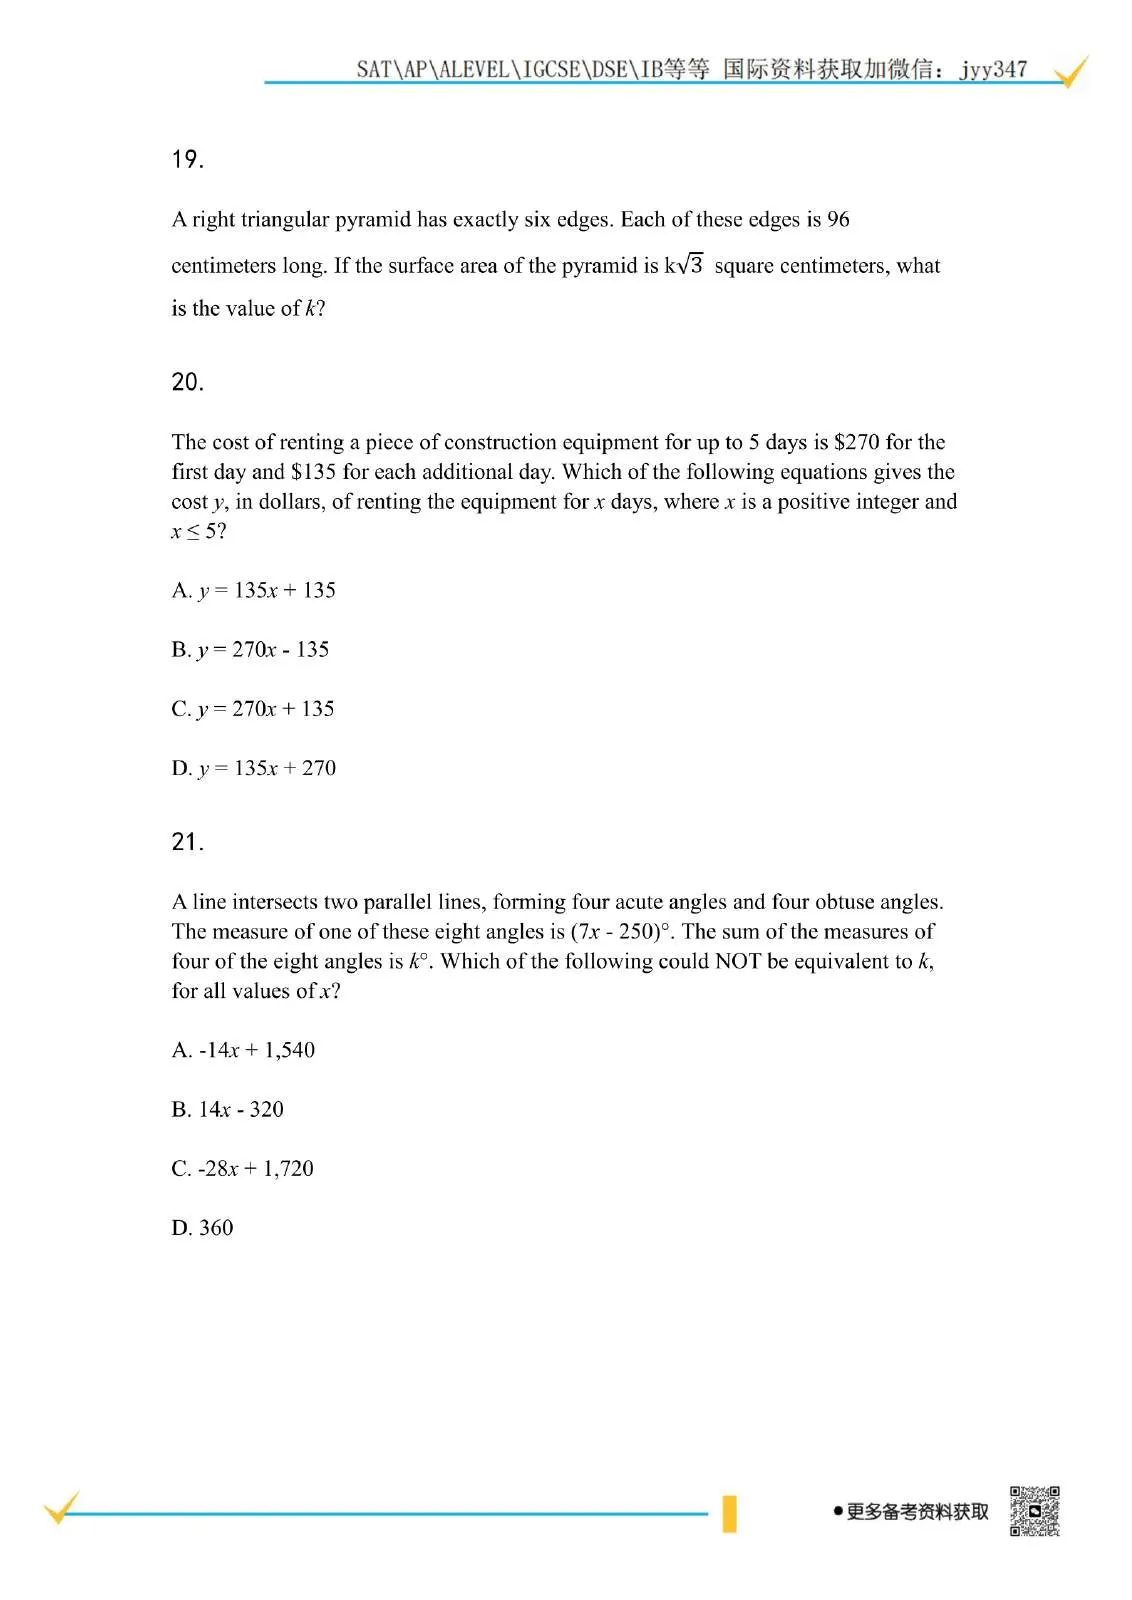 SAT\AP\ALEVEL\IGCSE\DSE\IB等等 国际资料获取加微信：jyy347
19.
A right triangular pyramid has exactly six edges. Each of these edges is 96
centimeters long. If the surface area of the pyramid is k√3 square centimeters, what
is the value of k?
20.
The cost of renting a piece of construction equipment for up to 5 days is $270 for the
first day and $135 for each additional day. Which of the following equations gives the
cost y, in dollars, of renting the equipment for x days, where x is a positive integer and
x ≤ 5?
A. y = 135x + 135
B. y = 270x - 135
C. y = 270x + 135
D. y = 135x + 270
21.
A line intersects two parallel lines, forming four acute angles and four obtuse angles.
The measure of one of these eight angles is (7x - 250)°. The sum of the measures of
four of the eight angles is k°. Which of the following could NOT be equivalent to k,
for all values of x?
A. -14x + 1,540
B. 14x - 320
C. -28x + 1,720
D. 360
●更多备考资料获取